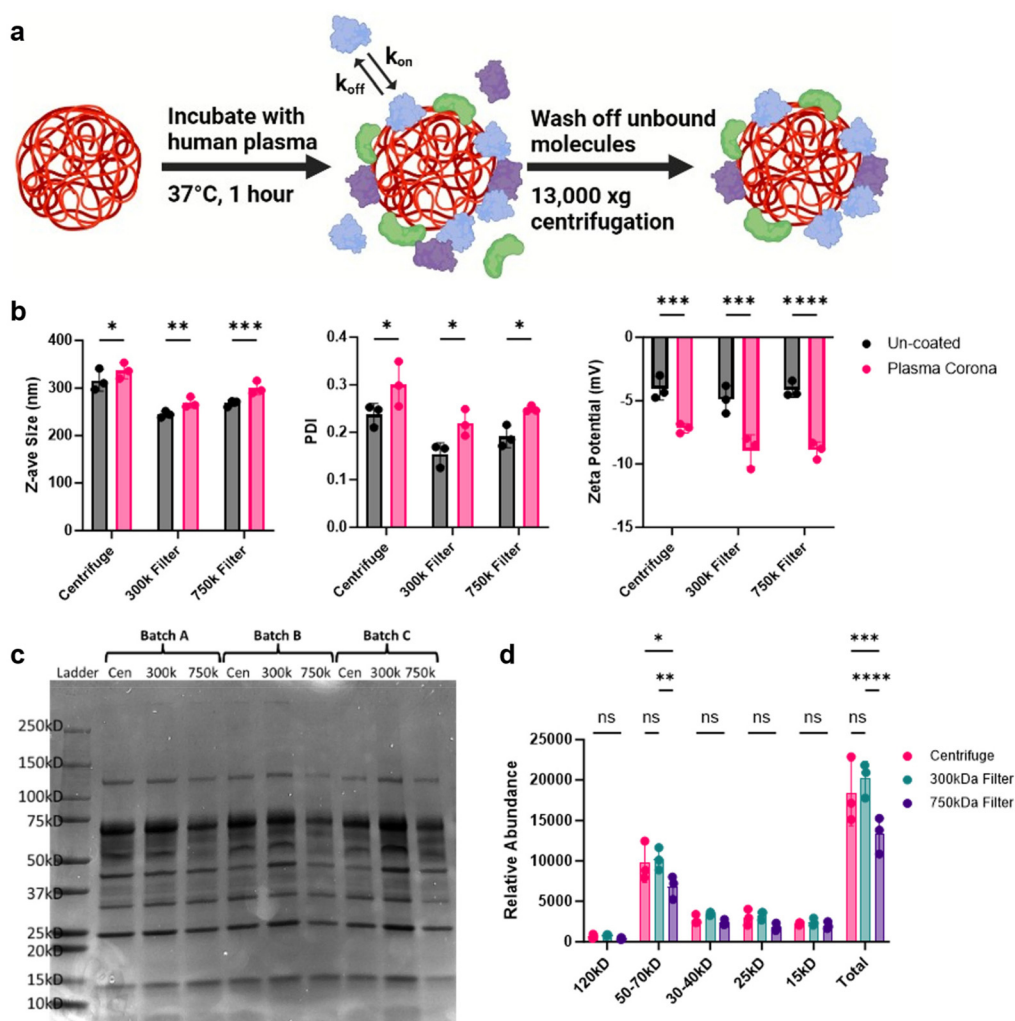 a
Incubate with
human plasma
37°C, 1 hour
kon
koff
Wash off unbound
molecules
13,000 xg
centrifugation
b
Z-ave Size (nm)
400
300
200
100
0
* ** ***
Centrifuge
300k Filter
750k Filter
PDI
0.4
0.3
0.2
0.1
0.0
* * *
Centrifuge
300k Filter
750k Filter
Zeta Potential (mV)
*** *** ****
0
-5
-10
-15
Centrifuge
300k Filter
750k Filter
Un-coated
Plasma Corona
c
Batch A Batch B Batch C
Ladder Cen 300k 750k Cen 300k 750k Cen 300k 750k
250kD
150kD
100kD
75kD
50kD
37kD
25kD
20kD
15kD
10kD
d
* ***
** ****
ns ns ns ns ns ns
Relative Abundance
25000
20000
15000
10000
5000
0
120kD
50-70kD
30-40kD
25kD
15kD
Total
Centrifuge
300kDa Filter
750kDa Filter